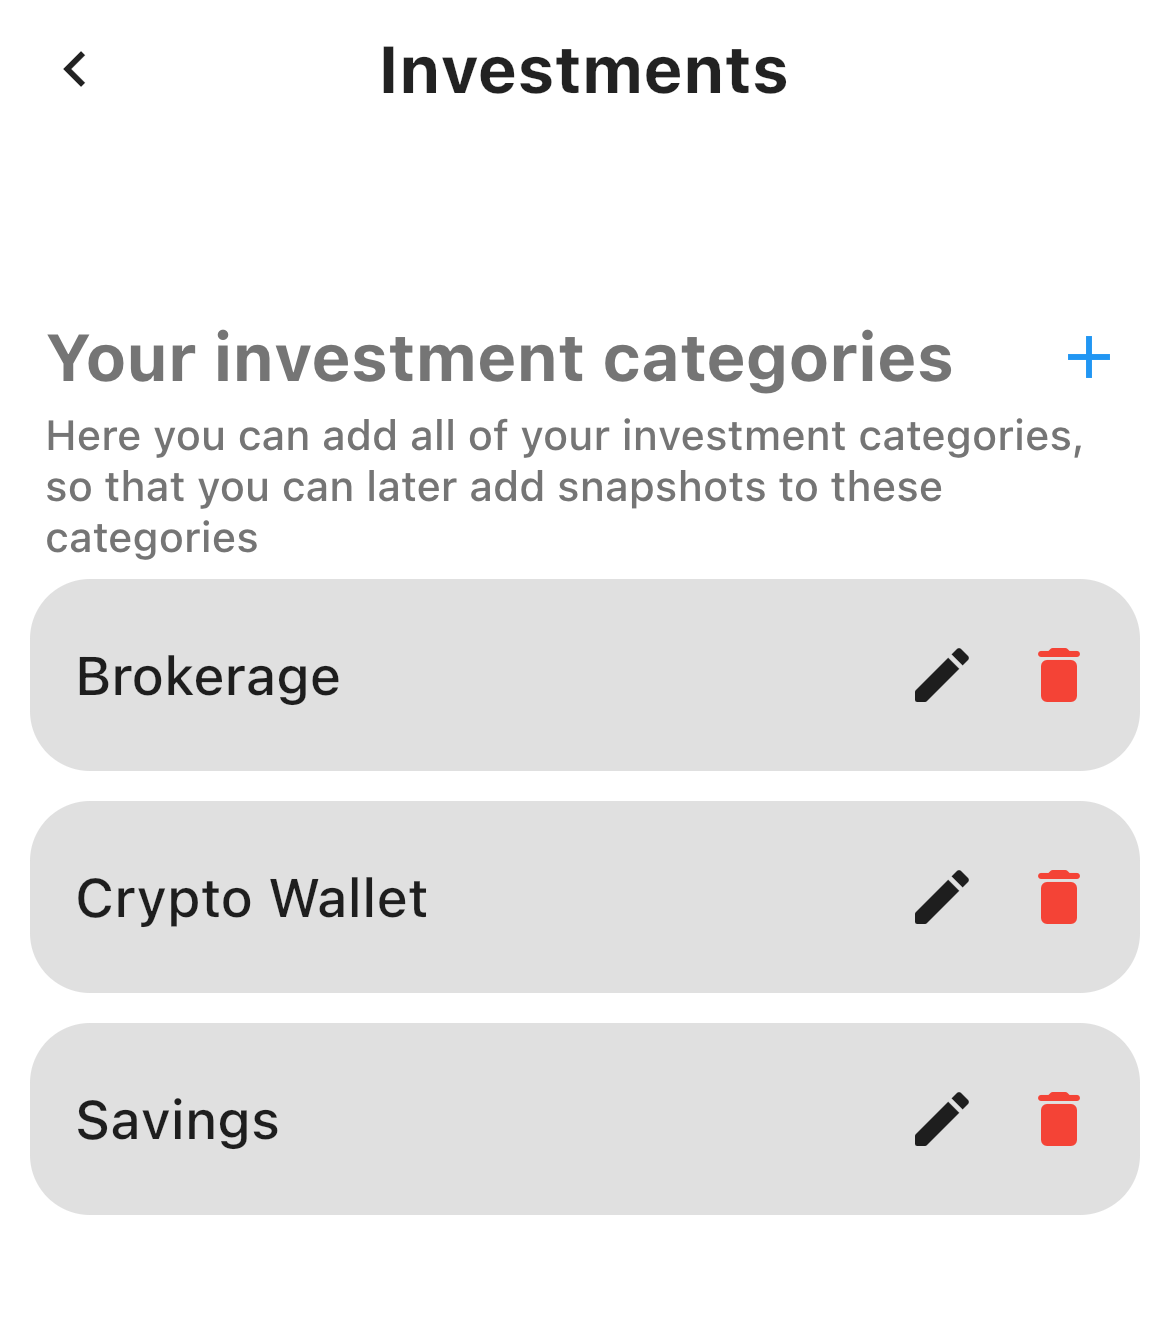 Investments
Your investment categories
Here you can add all of your investment categories,
so that you can later add snapshots to these
categories
Brokerage
Crypto Wallet
Savings